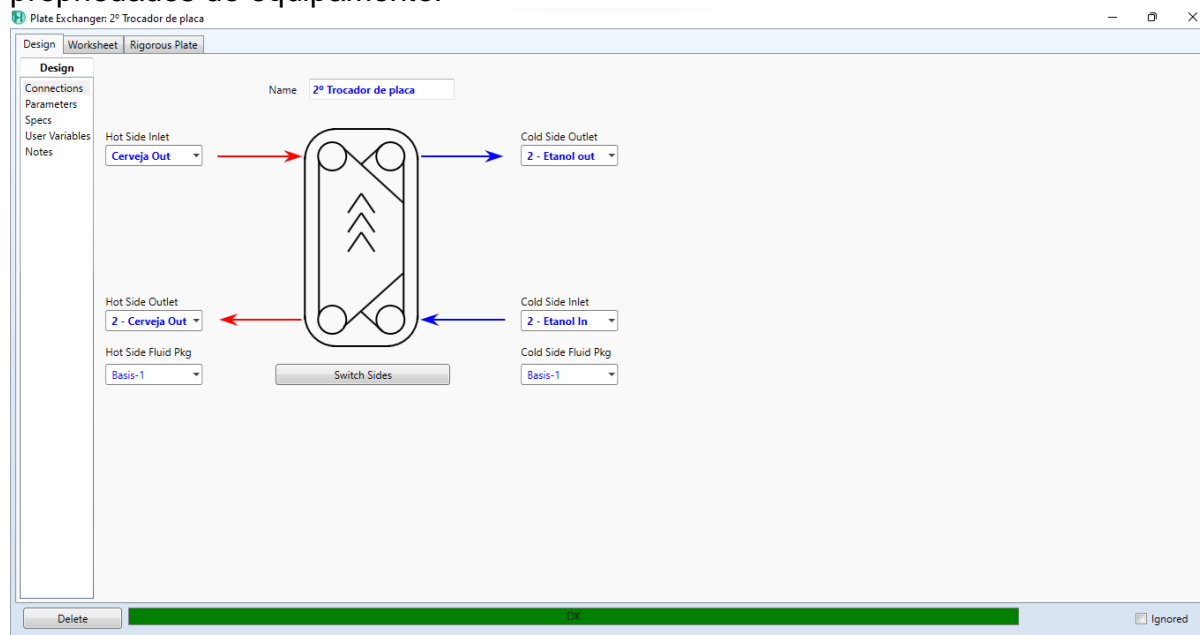 propriedades do equipamento.
Plate Exchanger: 2º Trocador de placa
Design Worksheet Rigorous Plate
Design
Connections
Parameters
Specs
User Variables
Notes
Name 2º Trocador de placa
Hot Side Inlet
Cerveja Out
Cold Side Outlet
2 - Etanol out
Hot Side Outlet
2 - Cerveja Out
Cold Side Inlet
2 - Etanol In
Hot Side Fluid Pkg
Basis-1
Switch Sides
Cold Side Fluid Pkg
Basis-1
Delete
OK
Ignored